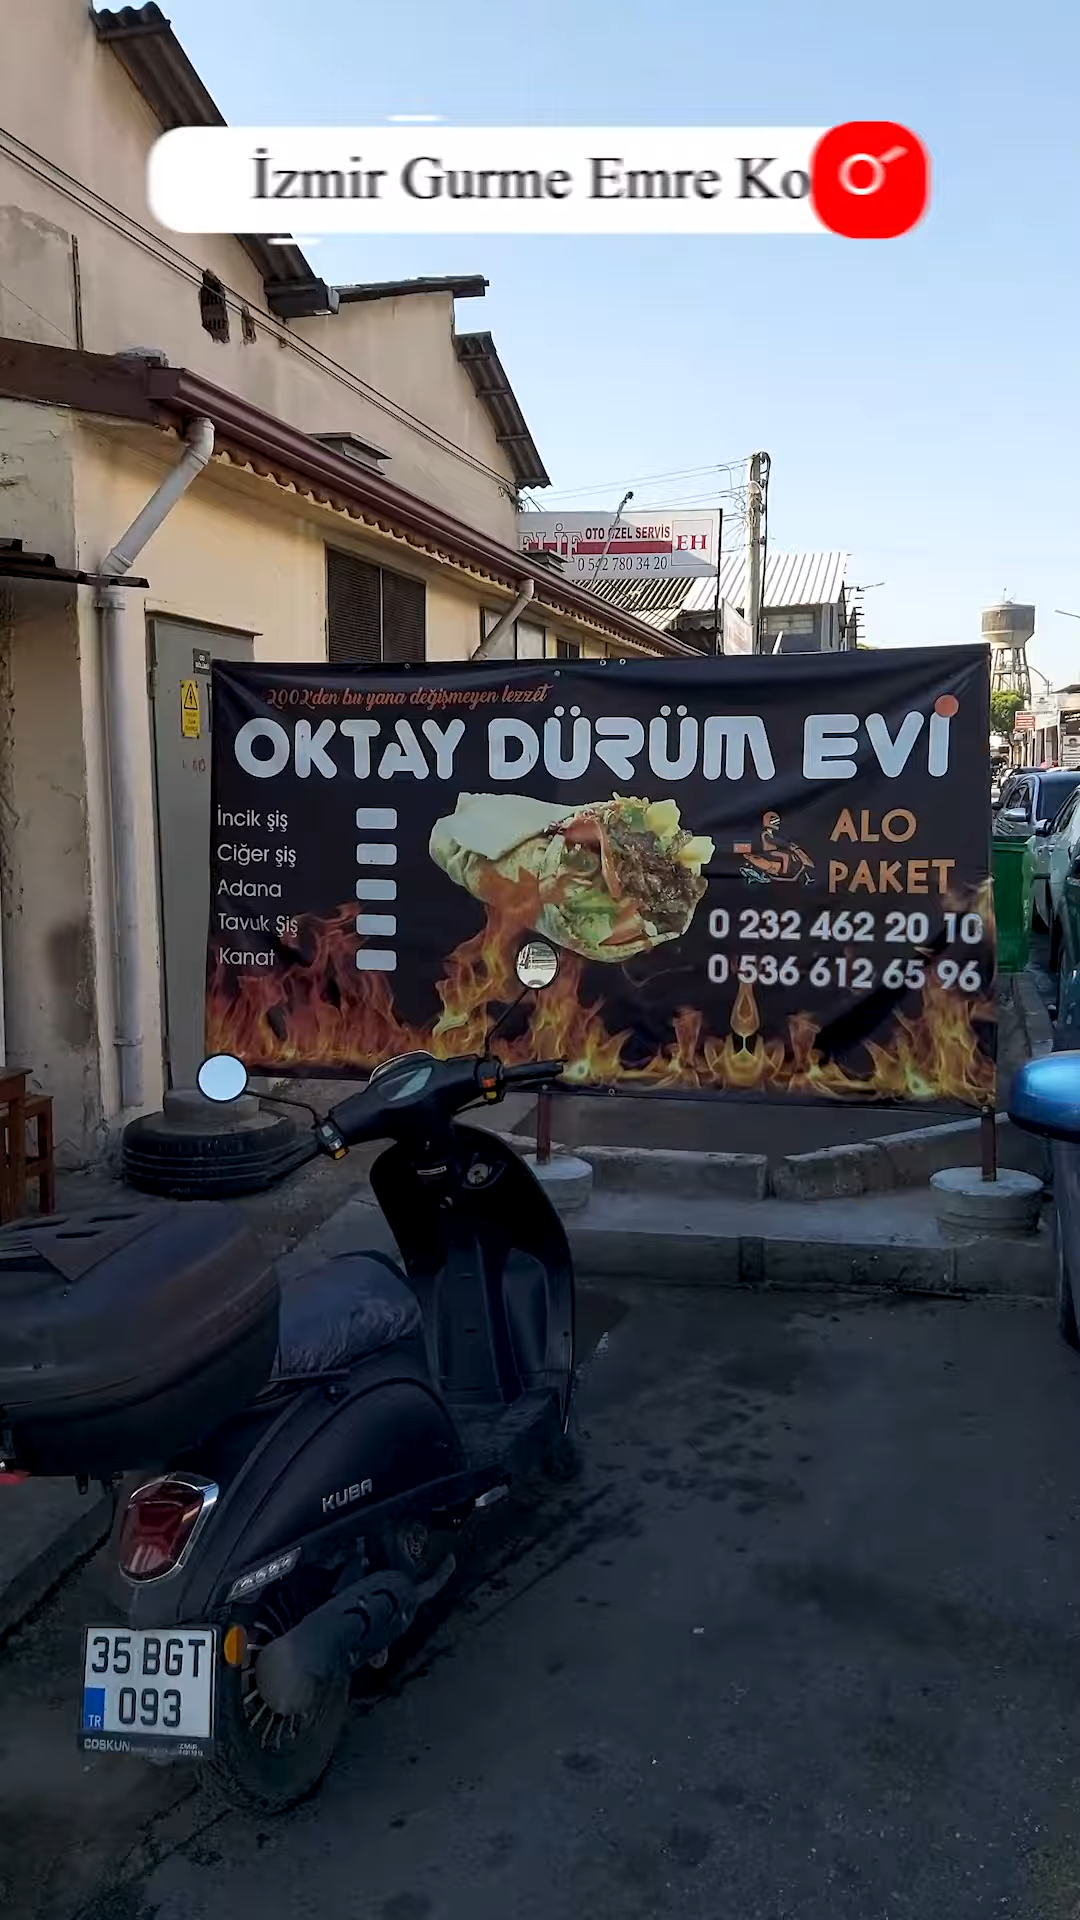 İzmir Gurme Emre Ko
ELİF
OTO ÖZEL SERVİS
EH
0 542 780 34 20
2002'den bu yana değişmeyen lezzet
OKTAY DÜRÜM EVİ
İncik şiş
Ciğer şiş
Adana
Tavuk Şiş
Kanat
ALO
PAKET
0 232 462 20 10
0 536 612 65 96
KUBA
35 BGT
093
TR
COŞKUN